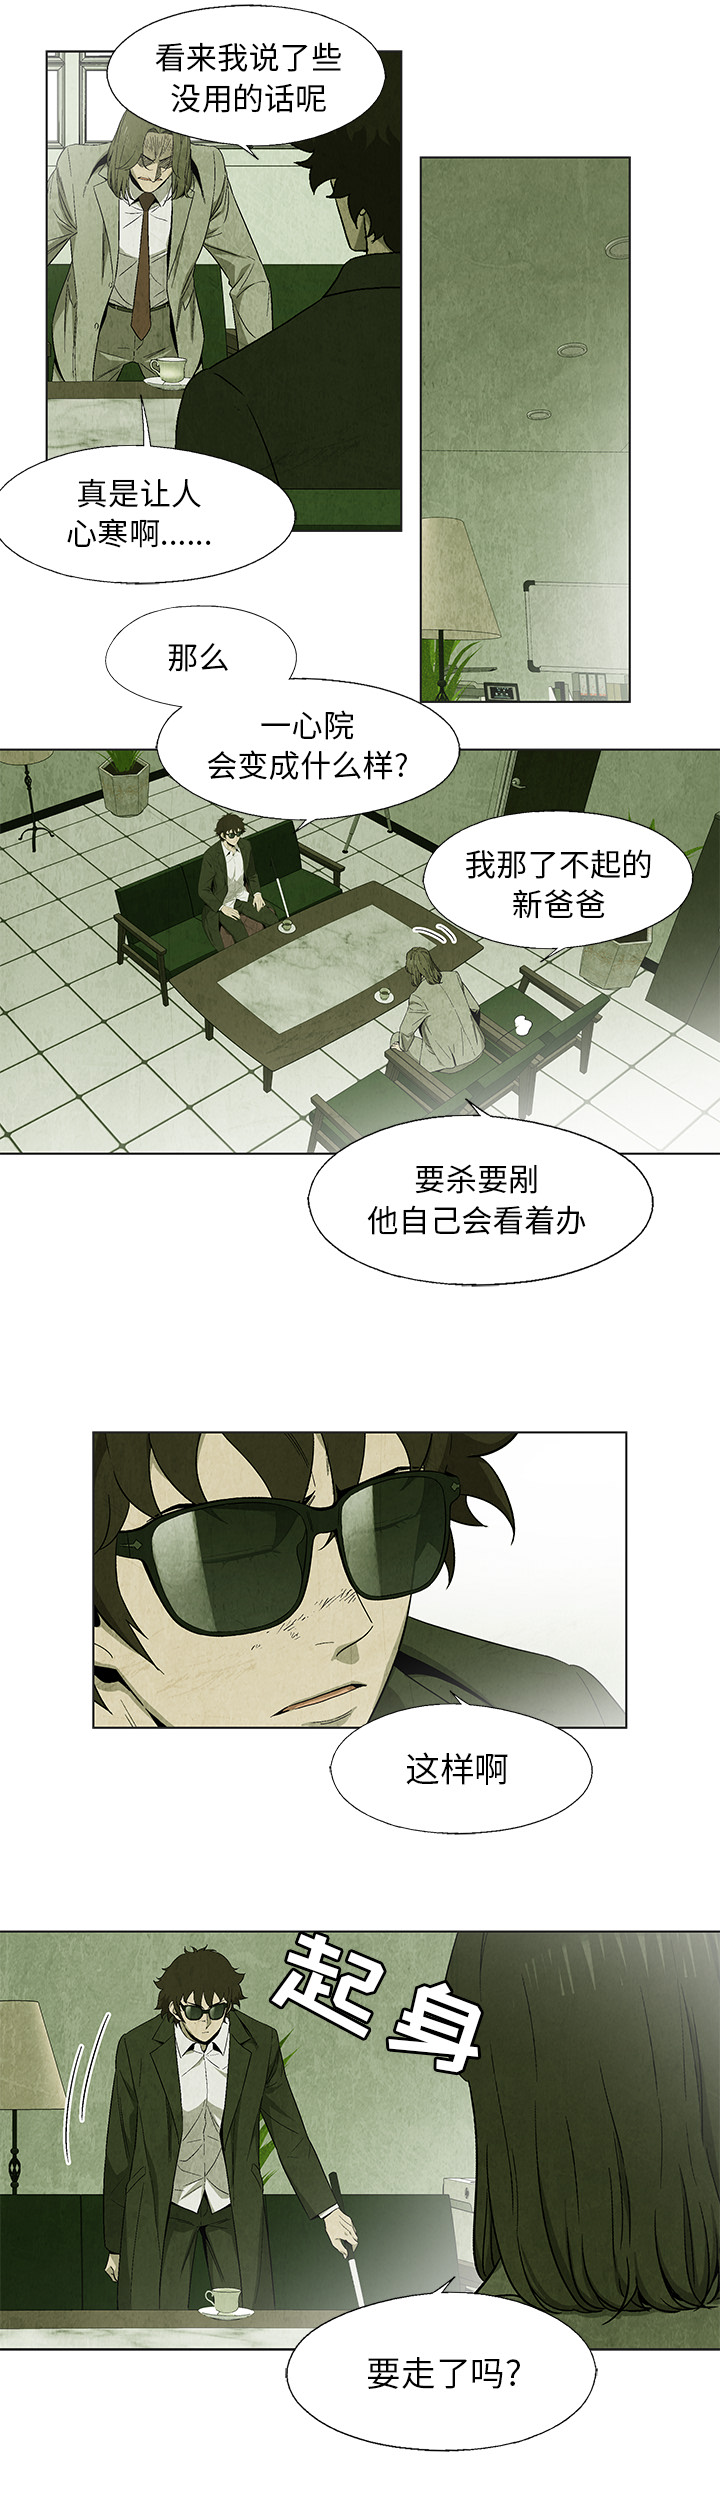 看来我说了些
没用的话呢
真是让人
心寒啊……
那么
一心院
会变成什么样?
我那了不起的
新爸爸
要杀要剐
他自己会看着办
这样啊
起身
要走了吗?